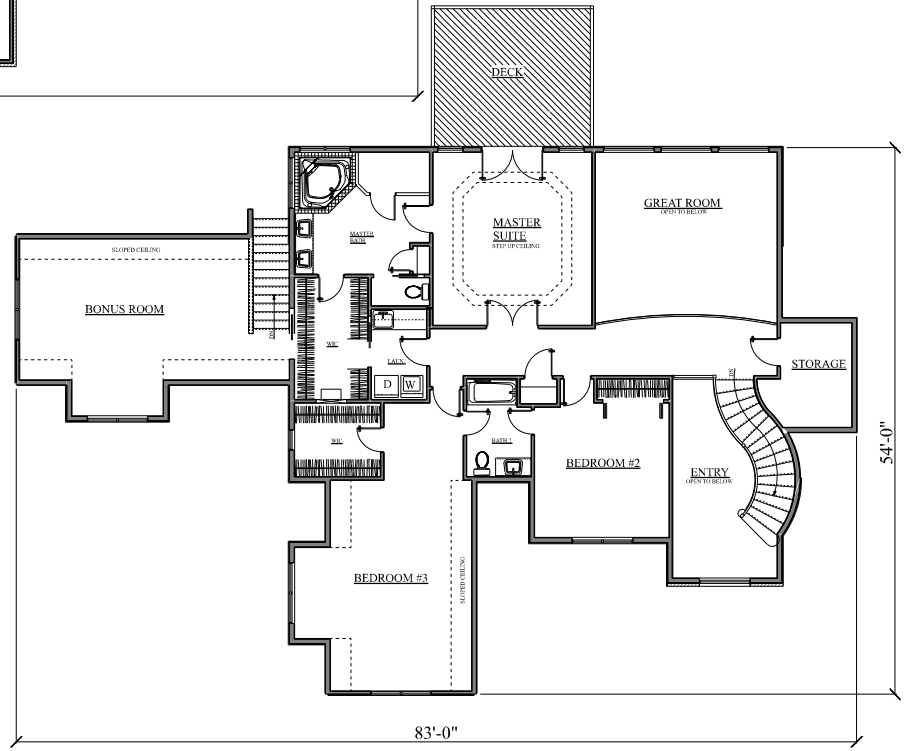 DECK
GREAT ROOM
OPEN TO BELOW
MASTER
SUITE
STEP UP CEILING
MASTER
BATH
SLOPED CEILING
BONUS ROOM
DN
WIC
LAUN.
D W
DN
STORAGE
WIC
BATH 2
BEDROOM #2
ENTRY
OPEN TO BELOW
54'-0"
BEDROOM #3
SLOPED CEILING
83'-0"